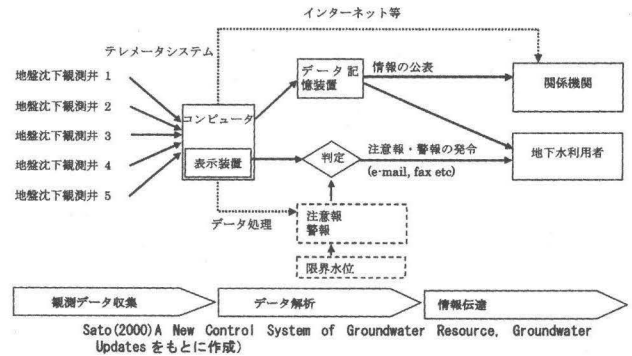 インターネット等
テレメータシステム
地盤沈下観測井 1
地盤沈下観測井 2
地盤沈下観測井 3
地盤沈下観測井 4
地盤沈下観測井 5
コンピュータ
表示装置
データ記
憶装置
情報の公表
関係機関
判定
注意報・警報の発令
(e-mail, fax etc)
地下水利用者
データ処理
注意報
警報
限界水位
観測データ収集
データ解析
情報伝達
Sato(2000)A New Control System of Groundwater Resource, Groundwater
Updates をもとに作成)